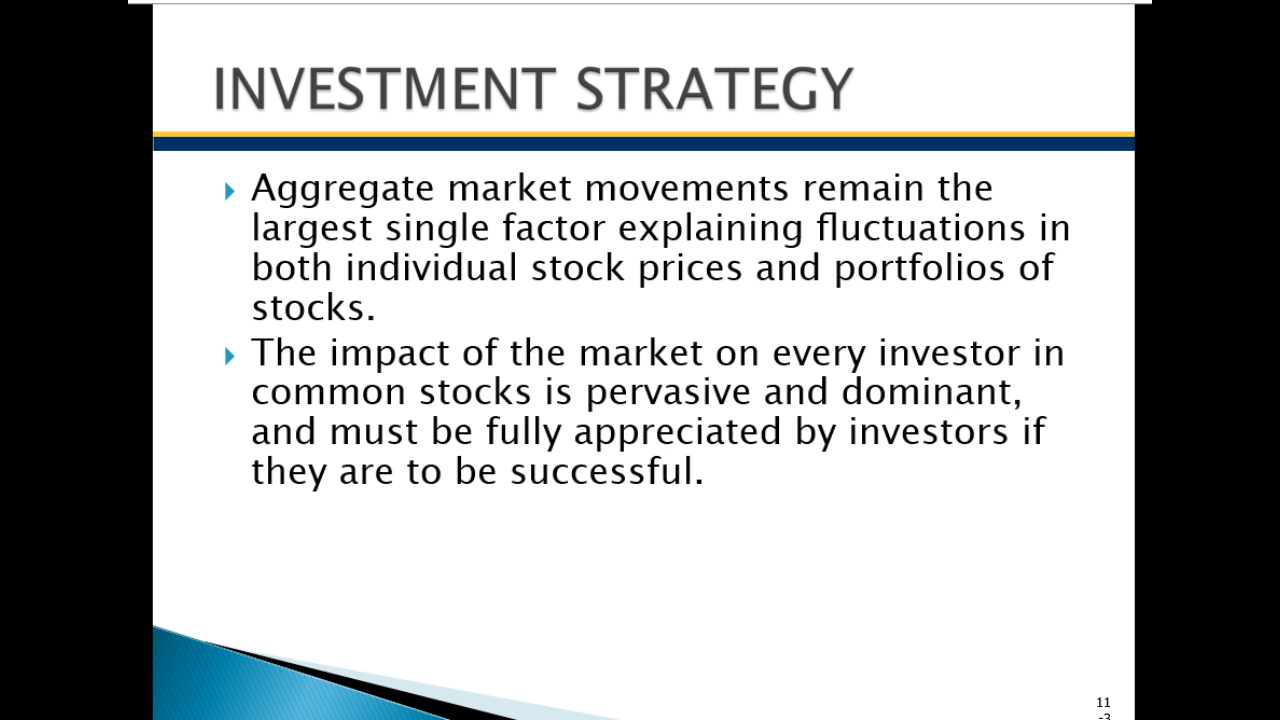 INVESTMENT STRATEGY
Aggregate market movements remain the
largest single factor explaining fluctuations in
both individual stock prices and portfolios of
stocks.
The impact of the market on every investor in
common stocks is pervasive and dominant,
and must be fully appreciated by investors if
they are to be successful.
11
-3